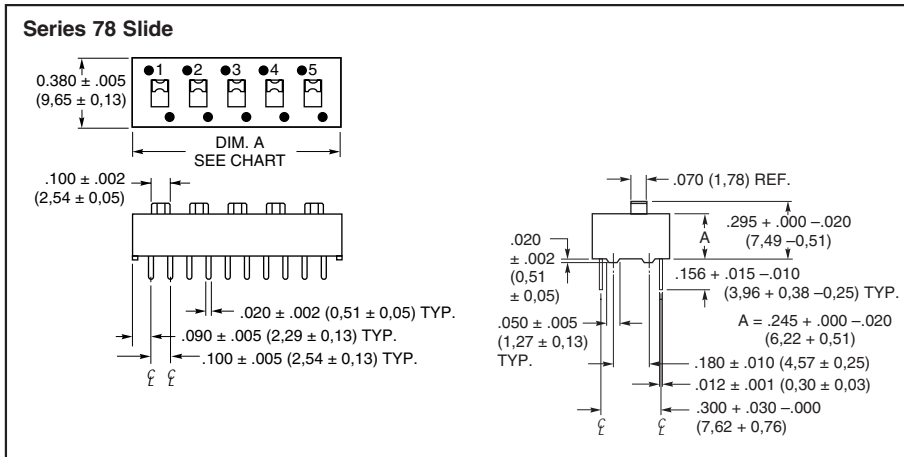 Series 78 Slide
1 2 3 4 5
0.380 ± .005
(9,65 ± 0,13)
DIM. A
SEE CHART
.100 ± .002
(2,54 ± 0,05)
.020 ± .002 (0,51 ± 0,05) TYP.
.090 ± .005 (2,29 ± 0,13) TYP.
.100 ± .005 (2,54 ± 0,13) TYP.
℄ ℄
.070 (1,78) REF.
.295 + .000 –.020
(7,49 –0,51)
A
.020
± .002
(0,51
± 0,05)
.156 + .015 –.010
(3,96 + 0,38 –0,25) TYP.
.050 ± .005
(1,27 ± 0,13)
TYP.
A = .245 + .000 –.020
(6,22 + 0,51)
.180 ± .010 (4,57 ± 0,25)
.012 ± .001 (0,30 ± 0,03)
.300 + .030 –.000
(7,62 + 0,76)
℄ ℄